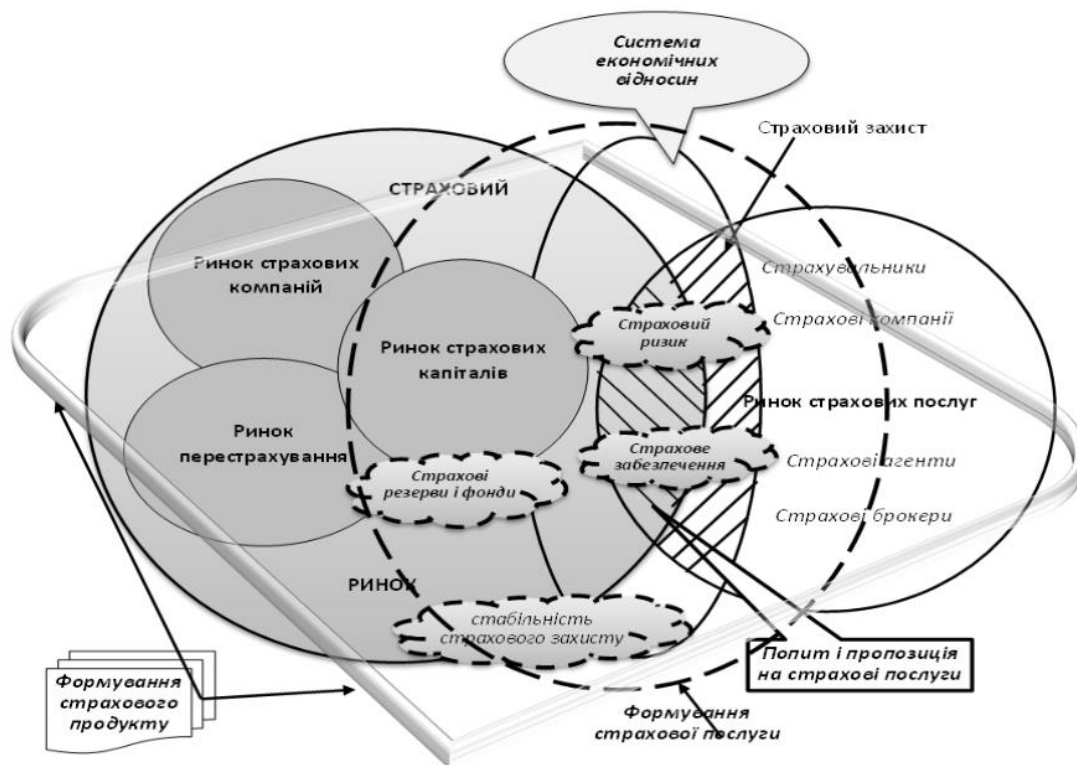 Система
економічних
відносин
Страховий захист
СТРАХОВИЙ
Ринок страхових
компаній
Страхувальники
Страхові компанії
Страховий
ризик
Ринок страхових
капіталів
Ринок страхових послуг
Ринок
перестрахування
Страхове
забезпечення
Страхові агенти
Страхові
резерви і фонди
Страхові брокери
РИНОК
стабільність
страхового захисту
Попит і пропозиція
на страхові послуги
Формування
страхового
продукту
Формування
страхової послуги